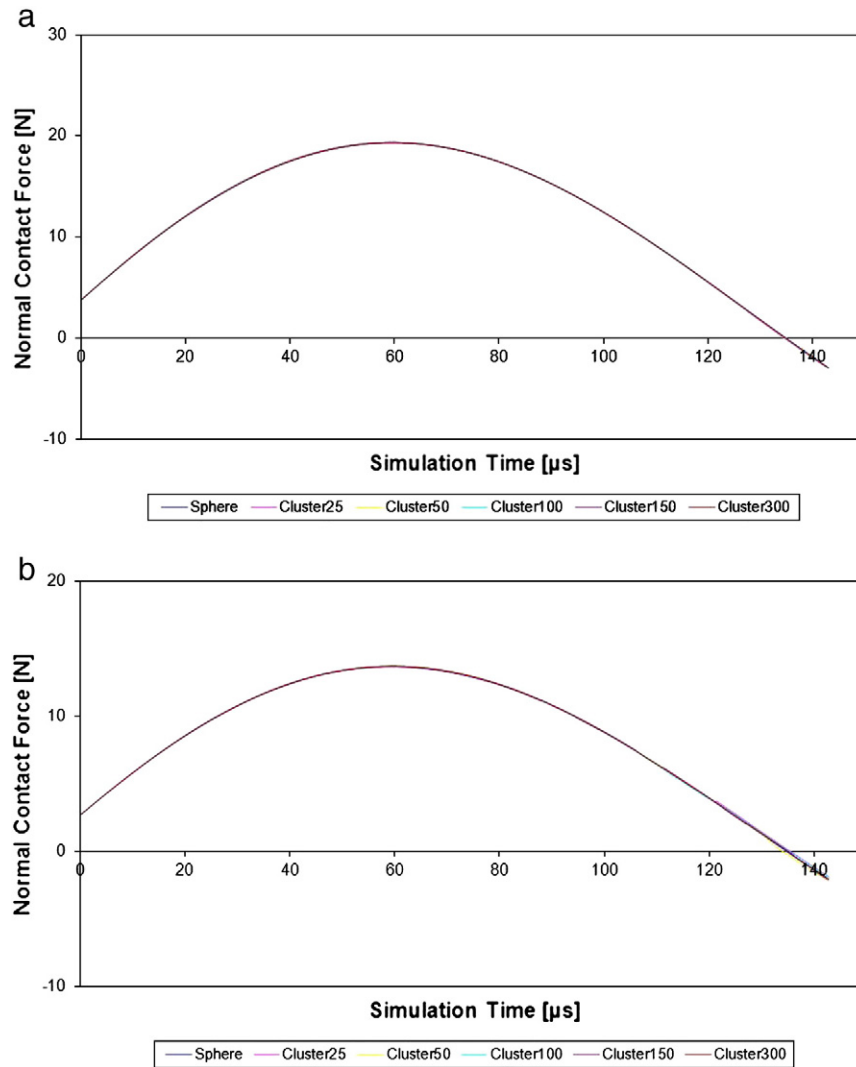 a
30
20
10
0
-10
Normal Contact Force [N]
0 20 40 60 80 100 120 140
Simulation Time [µs]
Sphere Cluster25 Cluster50 Cluster100 Cluster150 Cluster300
b
20
10
0
-10
Normal Contact Force [N]
0 20 40 60 80 100 120 140
Simulation Time [µs]
Sphere Cluster25 Cluster50 Cluster100 Cluster150 Cluster300